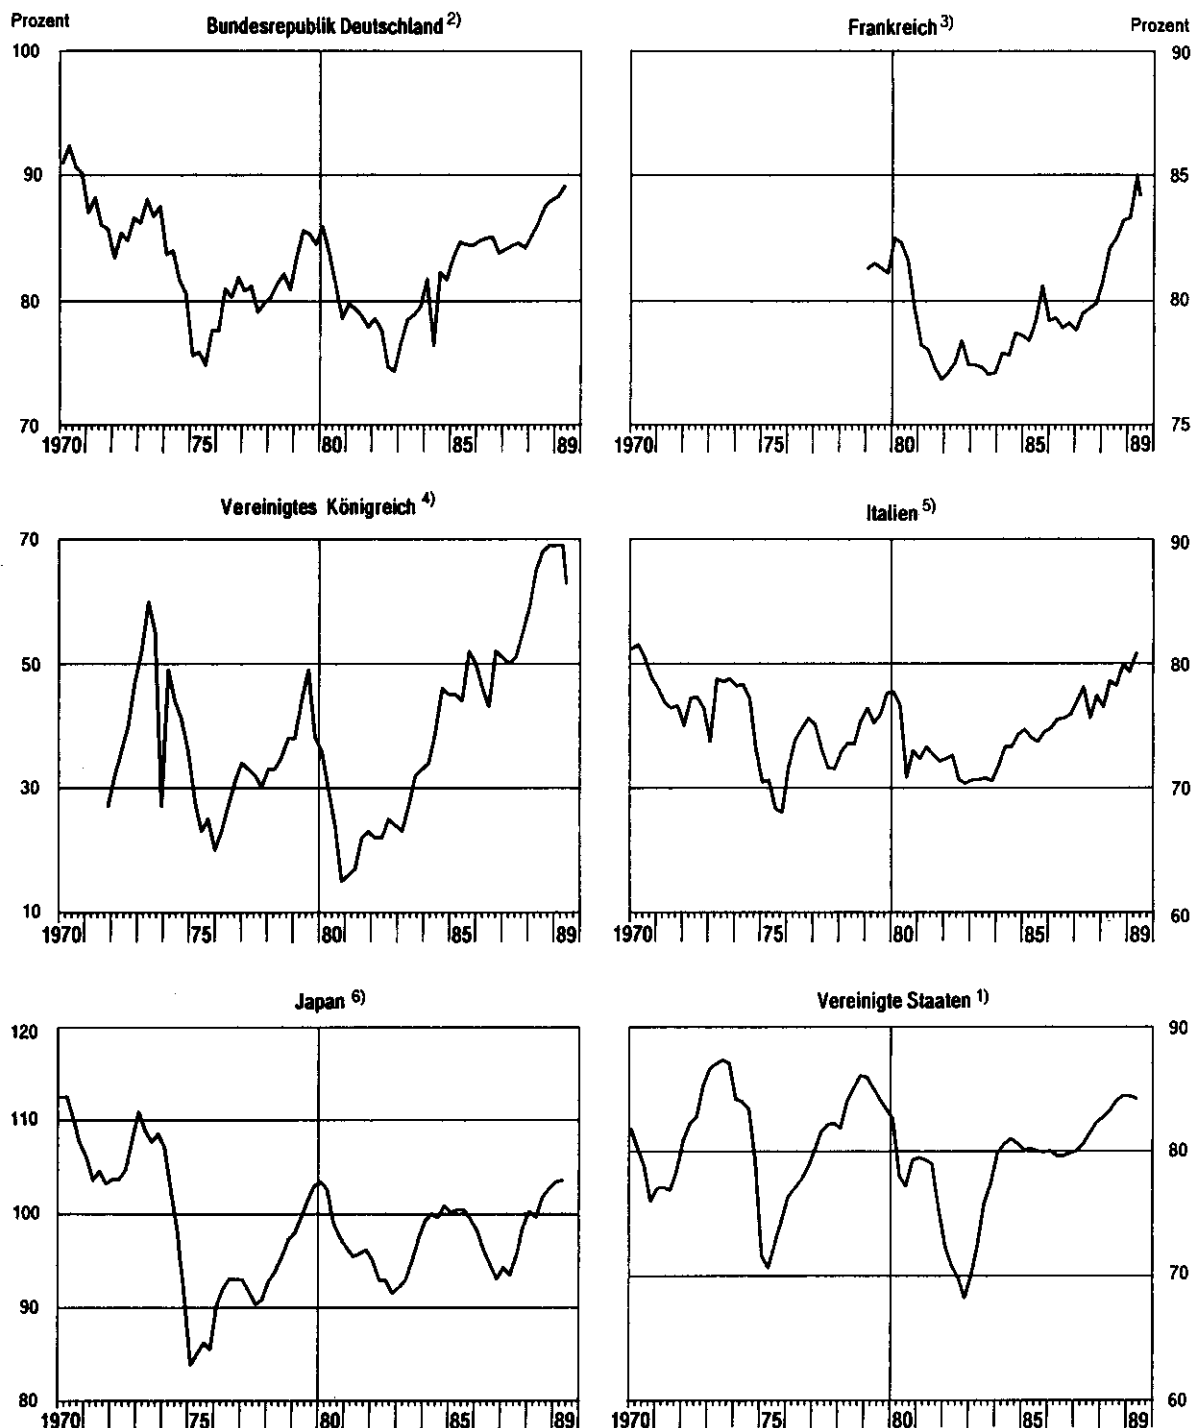 Prozent
Bundesrepublik Deutschland 2)
100
90
80
70
1970 75 80 85 89
Frankreich 3)
Prozent
90
85
80
75
1970 75 80 85 89
Vereinigtes Königreich 4)
70
50
30
10
1970 75 80 85 89
Italien 5)
90
80
70
60
1970 75 80 85 89
Japan 6)
120
110
100
90
80
1970 75 80 85 89
Vereinigte Staaten 1)
90
80
70
60
1970 75 80 85 89